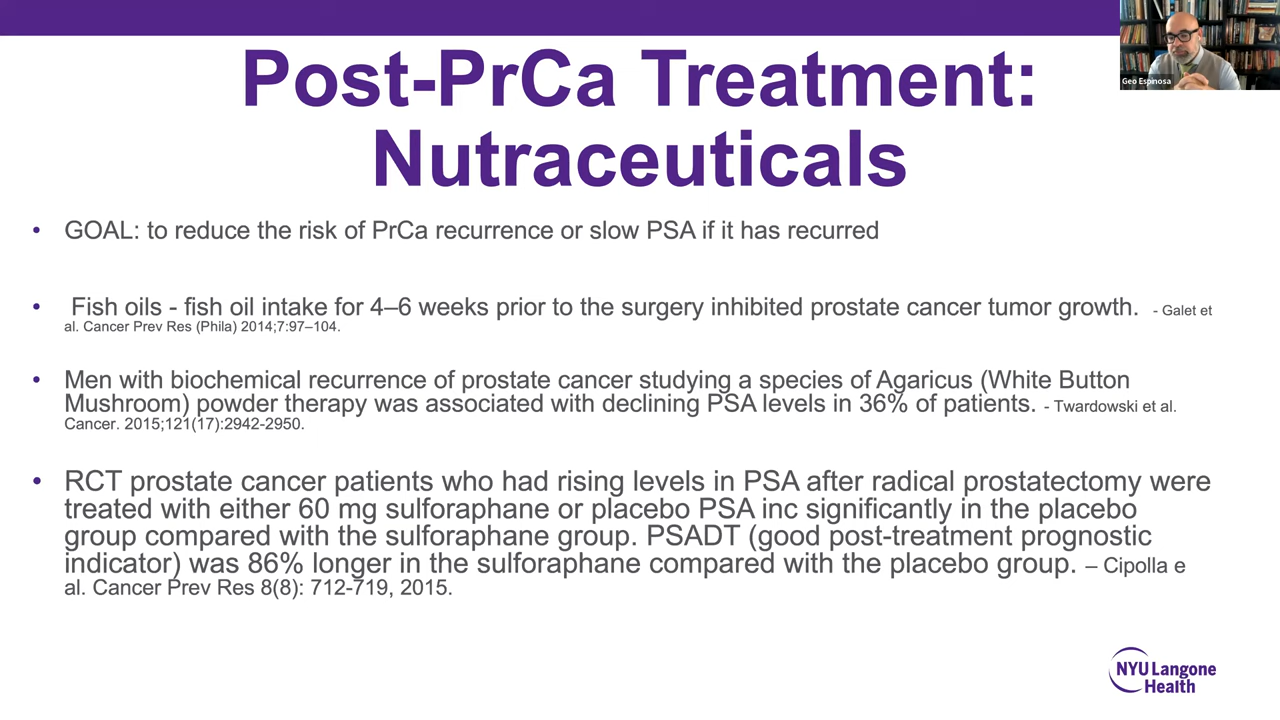 Geo Espinosa
Post-PrCa Treatment:
Nutraceuticals
• GOAL: to reduce the risk of PrCa recurrence or slow PSA if it has recurred
• Fish oils - fish oil intake for 4–6 weeks prior to the surgery inhibited prostate cancer tumor growth. - Galet et
al. Cancer Prev Res (Phila) 2014;7:97–104.
• Men with biochemical recurrence of prostate cancer studying a species of Agaricus (White Button
Mushroom) powder therapy was associated with declining PSA levels in 36% of patients. - Twardowski et al.
Cancer. 2015;121(17):2942-2950.
• RCT prostate cancer patients who had rising levels in PSA after radical prostatectomy were
treated with either 60 mg sulforaphane or placebo PSA inc significantly in the placebo
group compared with the sulforaphane group. PSADT (good post-treatment prognostic
indicator) was 86% longer in the sulforaphane compared with the placebo group. – Cipolla e
al. Cancer Prev Res 8(8): 712-719, 2015.
NYU Langone
Health